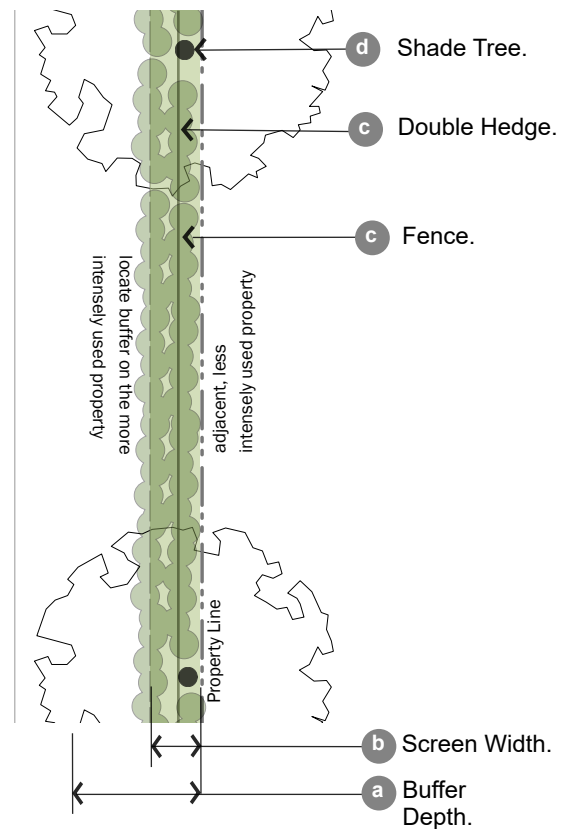 d Shade Tree.
c Double Hedge.
c Fence.
locate buffer on the more
intensely used property
adjacent, less
intensely used property
Property Line
b Screen Width.
a Buffer
Depth.